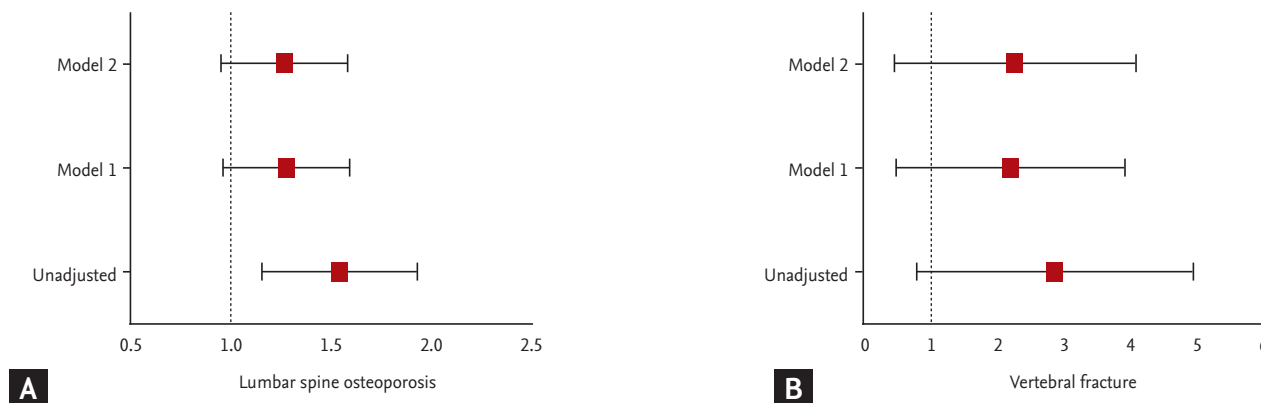 Model 2
Model 1
Unadjusted
0.5 1.0 1.5 2.0 2.5
Lumbar spine osteoporosis
A
Model 2
Model 1
Unadjusted
0 1 2 3 4 5
Vertebral fracture
B